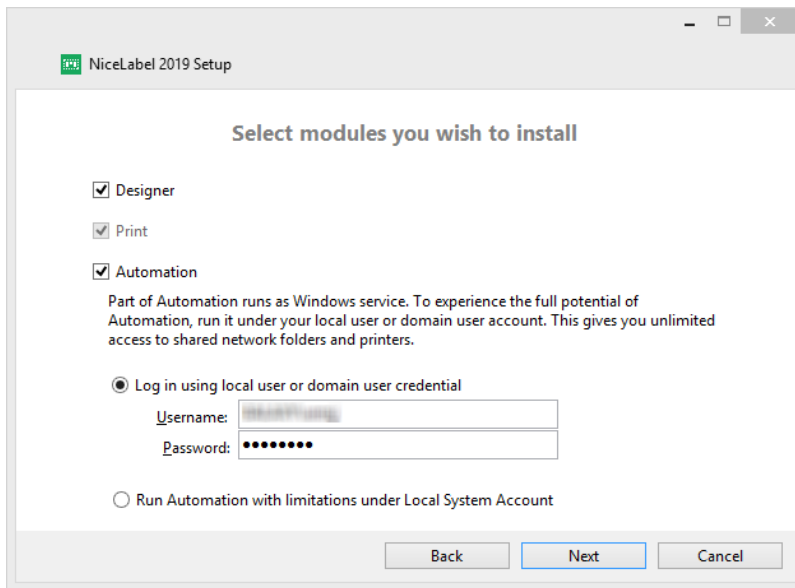 NiceLabel 2019 Setup
Select modules you wish to install
Designer
Print
Automation
Part of Automation runs as Windows service. To experience the full potential of
Automation, run it under your local user or domain user account. This gives you unlimited
access to shared network folders and printers.
Log in using local user or domain user credential
Username:
Password: ●●●●●●●●
Run Automation with limitations under Local System Account
Back Next Cancel